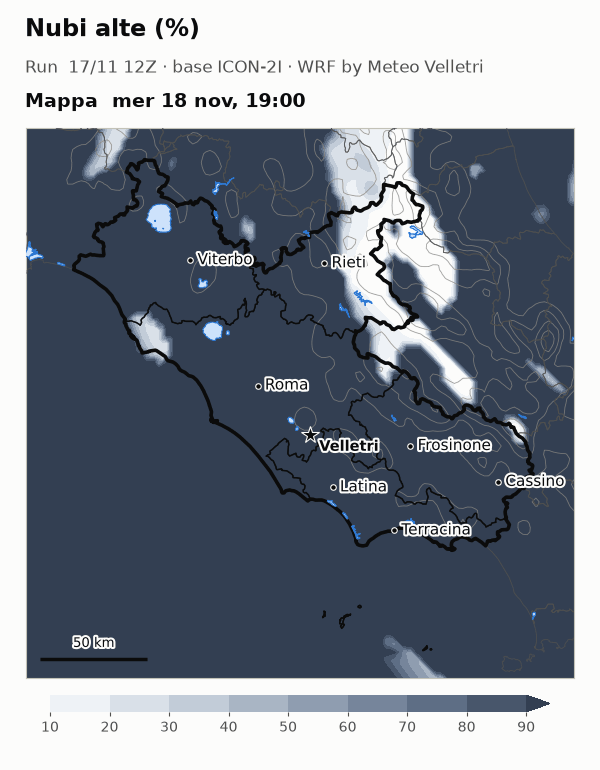 Nubi alte (%)
Run 17/11 12Z · base ICON-2I · WRF by Meteo Velletri
Mappa mer 18 nov, 19:00
Viterbo
Rieti
Roma
Velletri
Frosinone
Cassino
Latina
Terracina
50 km
10 20 30 40 50 60 70 80 90